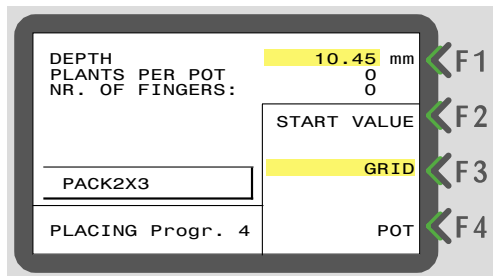 DEPTH 10.45 mm F1
PLANTS PER POT 0
NR. OF FINGERS: 0
START VALUE F2
GRID F3
PACK2X3
PLACING Progr. 4 POT F4